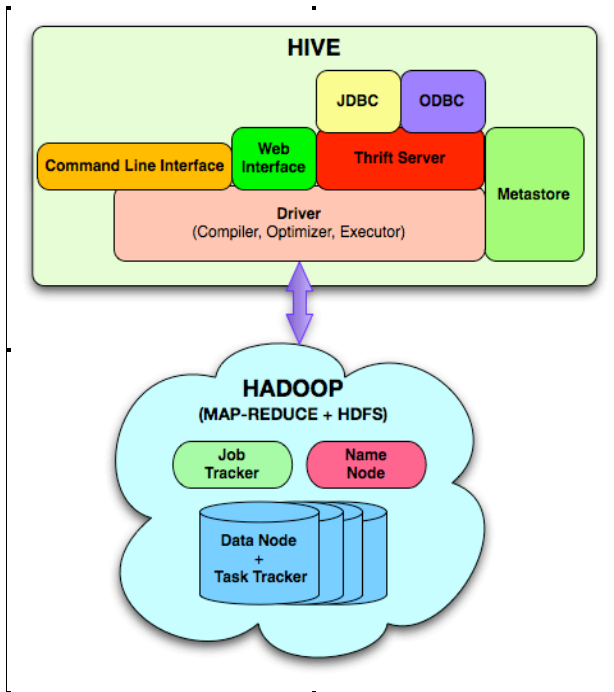 HIVE
JDBC
ODBC
Command Line Interface
Web
Interface
Thrift Server
Metastore
Driver
(Compiler, Optimizer, Executor)
HADOOP
(MAP-REDUCE + HDFS)
Job
Tracker
Name
Node
Data Node
+
Task Tracker